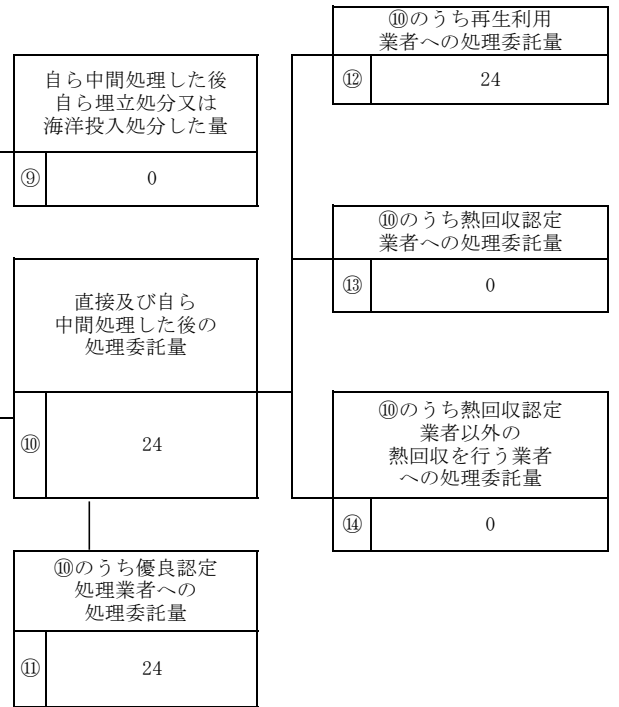 自ら中間処理した後
自ら埋立処分又は
海洋投入処分した量
⑨ 0
直接及び自ら
中間処理した後の
処理委託量
⑩ 24
⑩のうち優良認定
処理業者への
処理委託量
⑪ 24
⑩のうち再生利用
業者への処理委託量
⑫ 24
⑩のうち熱回収認定
業者への処理委託量
⑬ 0
⑩のうち熱回収認定
業者以外の
熱回収を行う業者
への処理委託量
⑭ 0